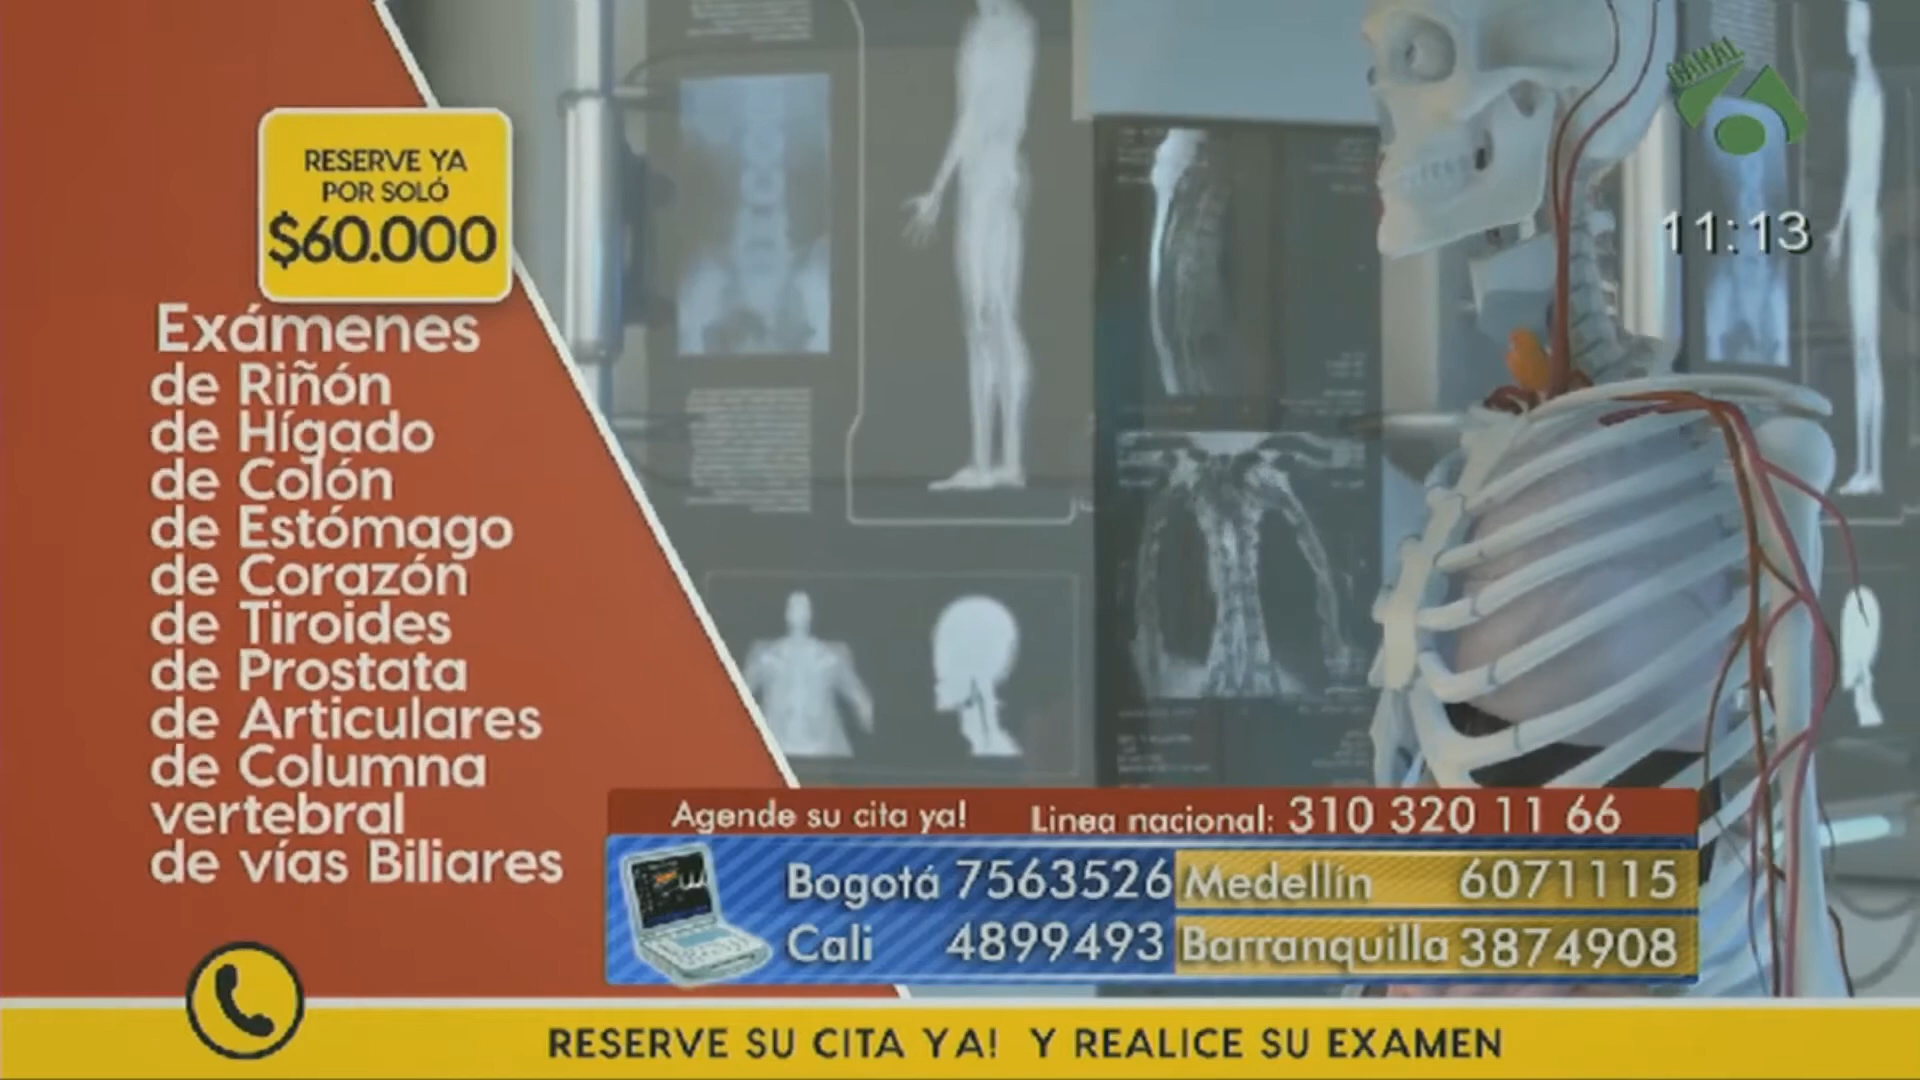 RESERVE YA
POR SOLÓ
$60.000
Exámenes
de Riñón
de Hígado
de Colón
de Estómago
de Corazón
de Tiroides
de Prostata
de Articulares
de Columna
vertebral
de vías Biliares
CANAL
11:13
Agende su cita ya! Linea nacional: 310 320 11 66
Bogotá 7563526 Medellín 6071115
Cali 4899493 Barranquilla 3874908
RESERVE SU CITA YA! Y REALICE SU EXAMEN